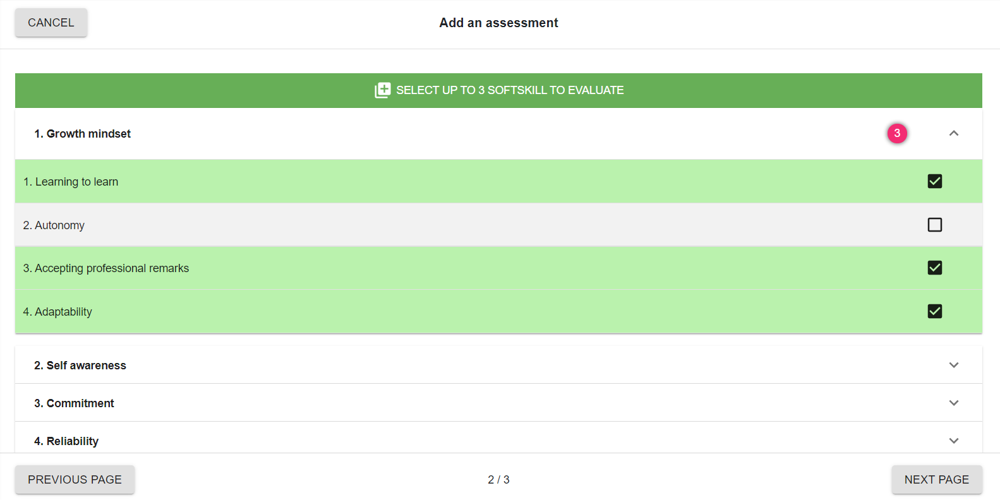 CANCEL
Add an assessment
SELECT UP TO 3 SOFTSKILL TO EVALUATE
1. Growth mindset
3
1. Learning to learn
2. Autonomy
3. Accepting professional remarks
4. Adaptability
2. Self awareness
3. Commitment
4. Reliability
PREVIOUS PAGE
2 / 3
NEXT PAGE